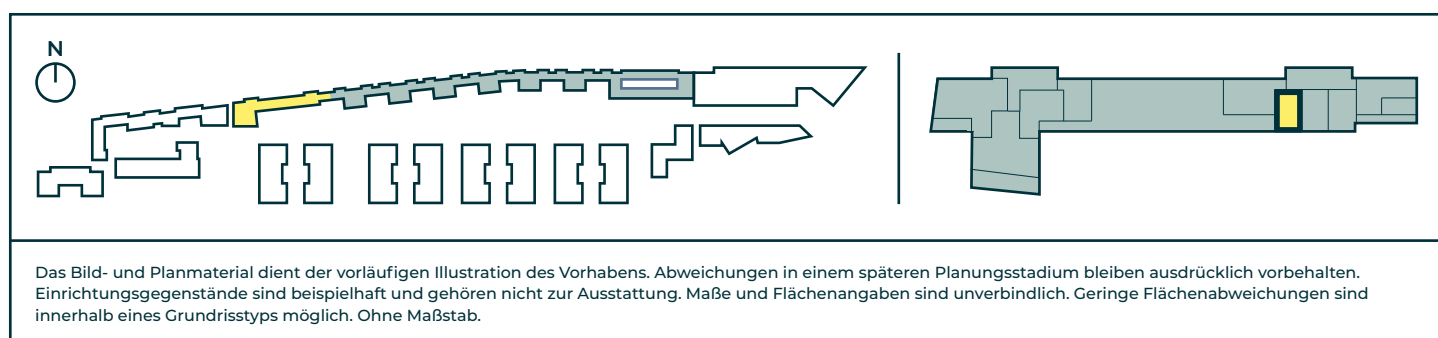 N
Das Bild- und Planmaterial dient der vorläufigen Illustration des Vorhabens. Abweichungen in einem späteren Planungsstadium bleiben ausdrücklich vorbehalten.
Einrichtungsgegenstände sind beispielhaft und gehören nicht zur Ausstattung. Maße und Flächenangaben sind unverbindlich. Geringe Flächenabweichungen sind
innerhalb eines Grundrisstyps möglich. Ohne Maßstab.